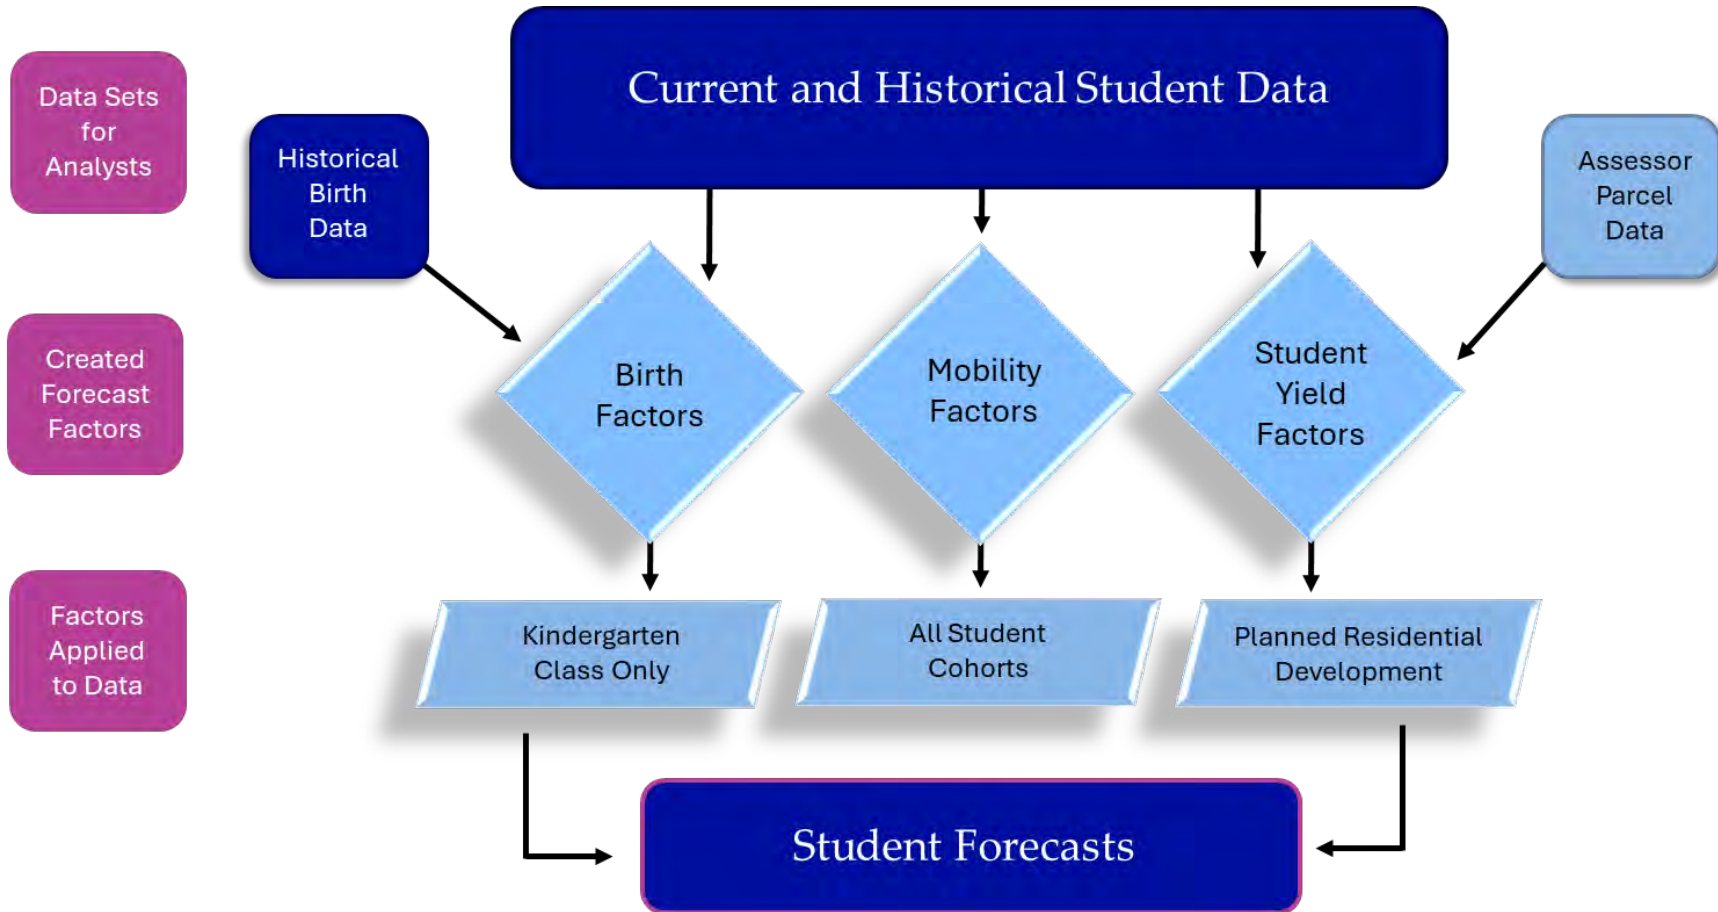 Current and Historical Student Data
Data Sets
for
Analysts
Historical
Birth
Data
Assessor
Parcel
Data
Created
Forecast
Factors
Birth
Factors
Mobility
Factors
Student
Yield
Factors
Factors
Applied
to Data
Kindergarten
Class Only
All Student
Cohorts
Planned Residential
Development
Student Forecasts